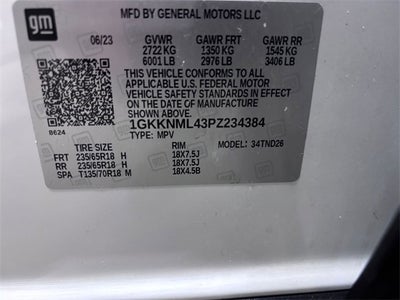 MFD BY GENERAL MOTORS LLC
gm
06/23 GVWR GAWR FRT GAWR RR
2722 KG 1350 KG 1545 KG
6001 LB 2976 LB 3406 LB
THIS VEHICLE CONFORMS TO ALL
APPLICABLE U.S. FEDERAL MOTOR
VEHICLE SAFETY STANDARDS IN EFFECT
ON THE DATE OF MANUFACTURE
SHOWN ABOVE.
8624 1GKKNML43PZ234384
TYPE: MPV MODEL: 34TND26
TIRE SIZE RIM
FRT 235/65R18 H 18X7.5J
RR 235/65R18 H 18X7.5J
SPA T135/70R18 M 18X4.5B